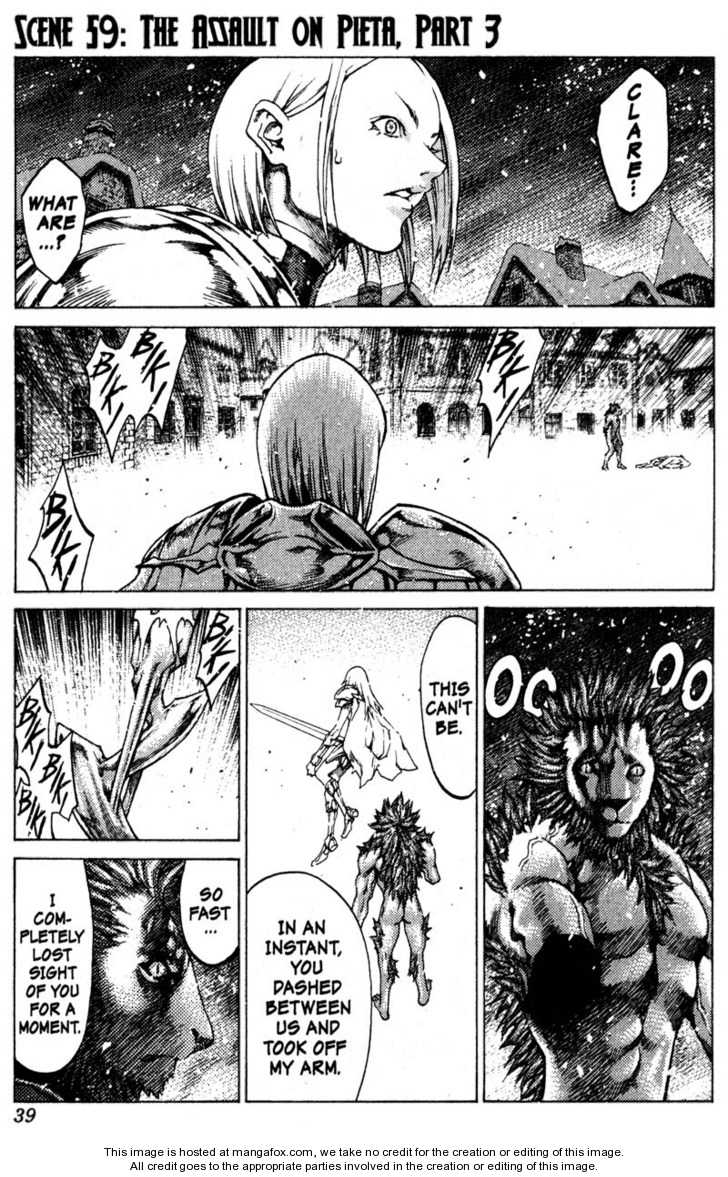 SCENE 59: THE ASSAULT ON PIETA, PART 3
CLARE...
WHAT
ARE
...?
BIKI
BIKI
BIKI
BIKI
OO
OO
THIS
CAN'T
BE.
IN AN
INSTANT,
YOU
DASHED
BETWEEN
US AND
TOOK OFF
MY ARM.
BIKI
BIKI
BIKI
BIKI
SO
FAST
...
I
COM-
PLETELY
LOST
SIGHT
OF YOU
FOR A
MOMENT.
39
This image is hosted at mangafox.com, we take no credit for the creation or editing of this image.
All credit goes to the appropriate parties involved in the creation or editing of this image.